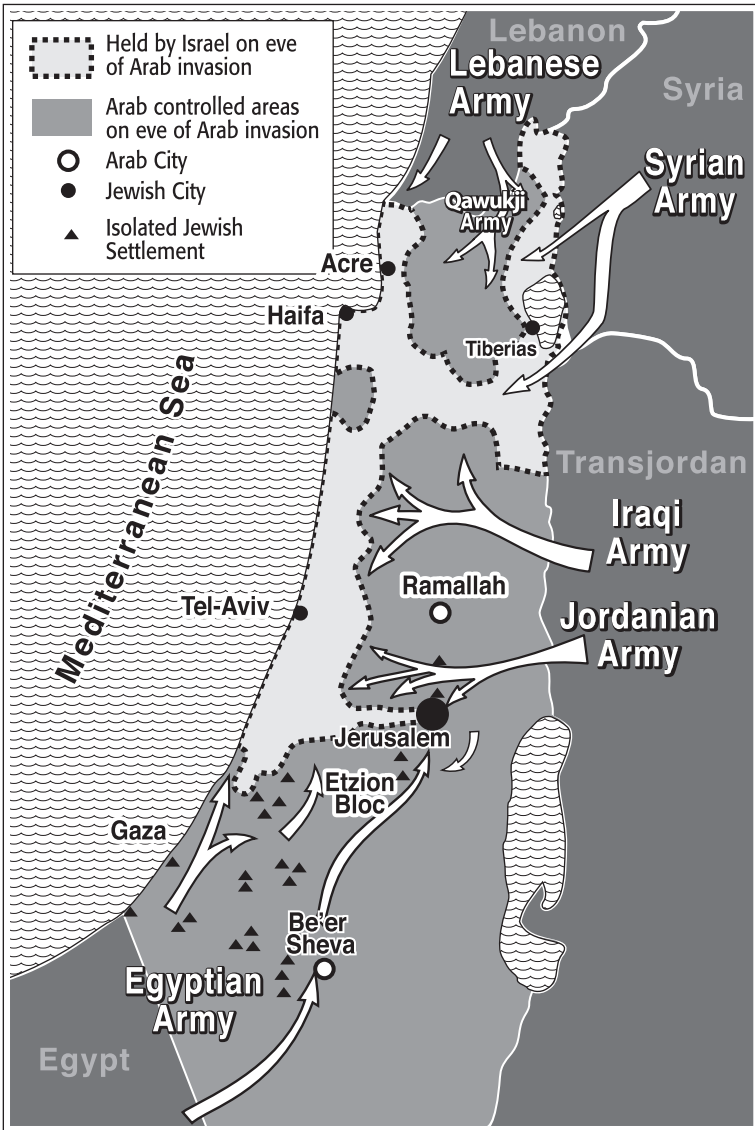 Held by Israel on eve
of Arab invasion
Arab controlled areas
on eve of Arab invasion
Arab City
Jewish City
Isolated Jewish
Settlement
Lebanon
Lebanese
Army
Syria
Syrian
Army
Qawukji
Army
Acre
Haifa
Tiberias
Mediterranean Sea
Transjordan
Iraqi
Army
Ramallah
Tel-Aviv
Jordanian
Army
Jerusalem
Etzion
Bloc
Gaza
Be'er
Sheva
Egyptian
Army
Egypt